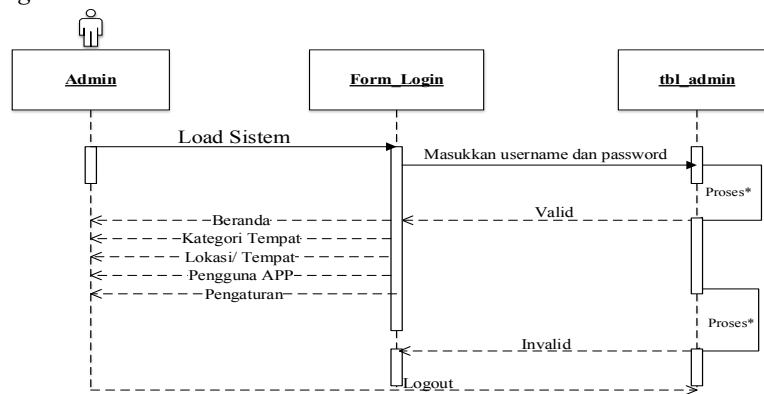 Admin
Form_Login
tbl_admin
Load Sistem
Masukkan username dan password
Proses*
Valid
Beranda
Kategori Tempat
Lokasi/ Tempat
Pengguna APP
Pengaturan
Proses*
Invalid
Logout